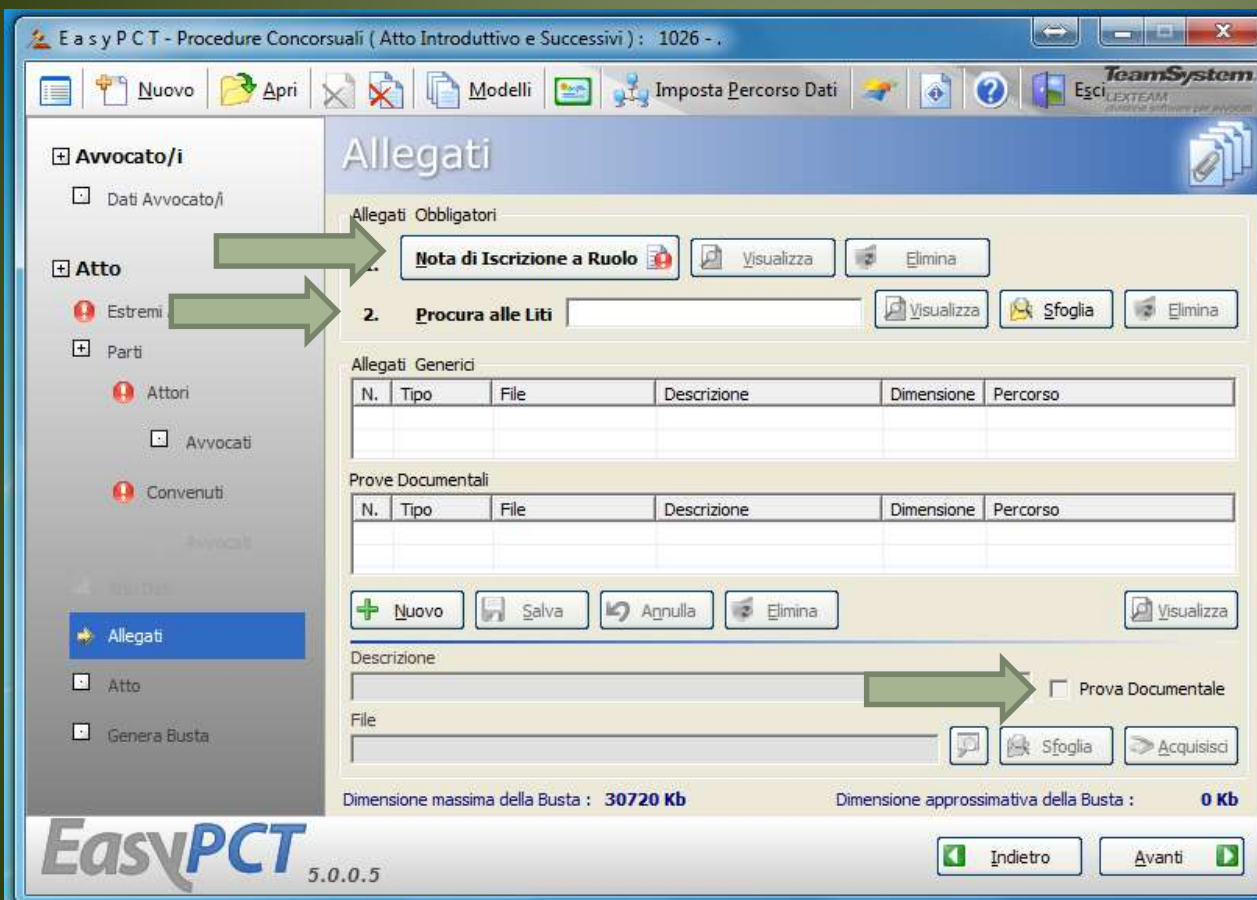 E a s y P C T - Procedure Concorsuali ( Atto Introduttivo e Successivi ) :   1026 - .
Nuovo Apri Modelli Imposta Percorso Dati Esci
TeamSystem
LEXTEAM
Avvocato/i
Dati Avvocato/i
Atto
Estremi
Parti
Attori
Avvocati
Convenuti
Avvocati
Allegati
Atto
Genera Busta
Allegati
Allegati Obbligatori
1. Nota di Iscrizione a Ruolo Visualizza Elimina
2. Procura alle Liti Visualizza Sfoglia Elimina
Allegati Generici
N. Tipo File Descrizione Dimensione Percorso
Prove Documentali
N. Tipo File Descrizione Dimensione Percorso
Nuovo Salva Annulla Elimina Visualizza
Descrizione
Prova Documentale
File
Sfoglia Acquisisci
Dimensione massima della Busta : 30720 Kb Dimensione approssimativa della Busta : 0 Kb
EasyPCT 5.0.0.5
Indietro Avanti